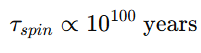 τ_spin ∝ 10^100 years